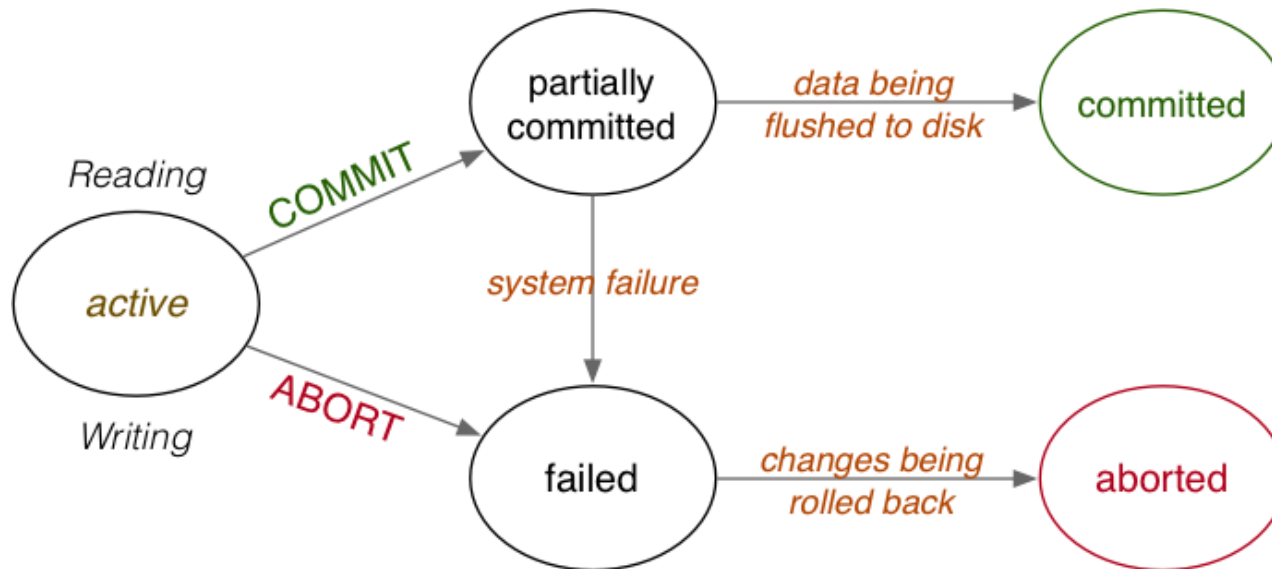 partially
committed
data being
flushed to disk
committed
Reading
COMMIT
active
system failure
ABORT
Writing
failed
changes being
rolled back
aborted